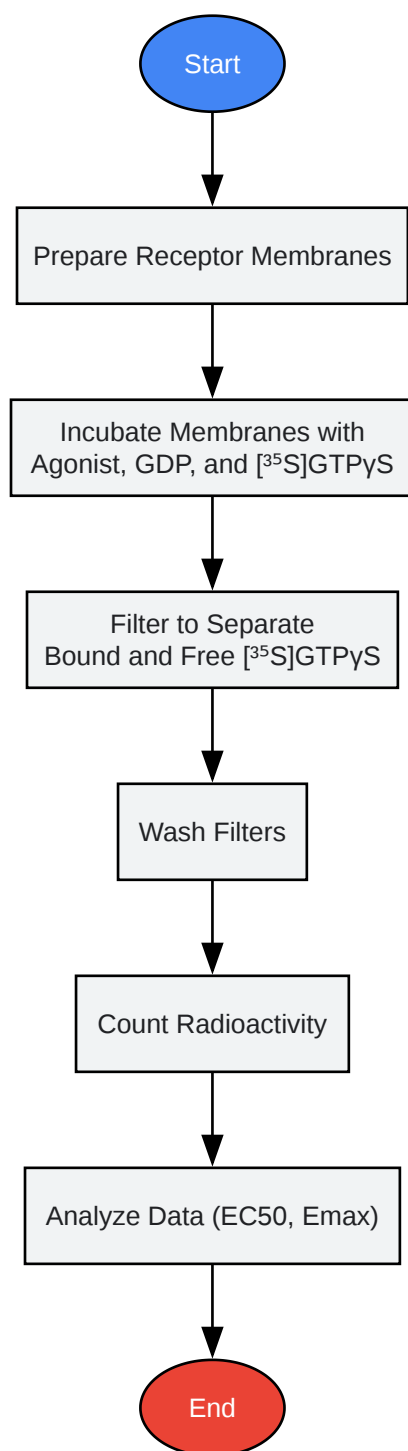 Start
Prepare Receptor Membranes
Incubate Membranes with
Agonist, GDP, and [³⁵S]GTPγS
Filter to Separate
Bound and Free [³⁵S]GTPγS
Wash Filters
Count Radioactivity
Analyze Data (EC50, Emax)
End